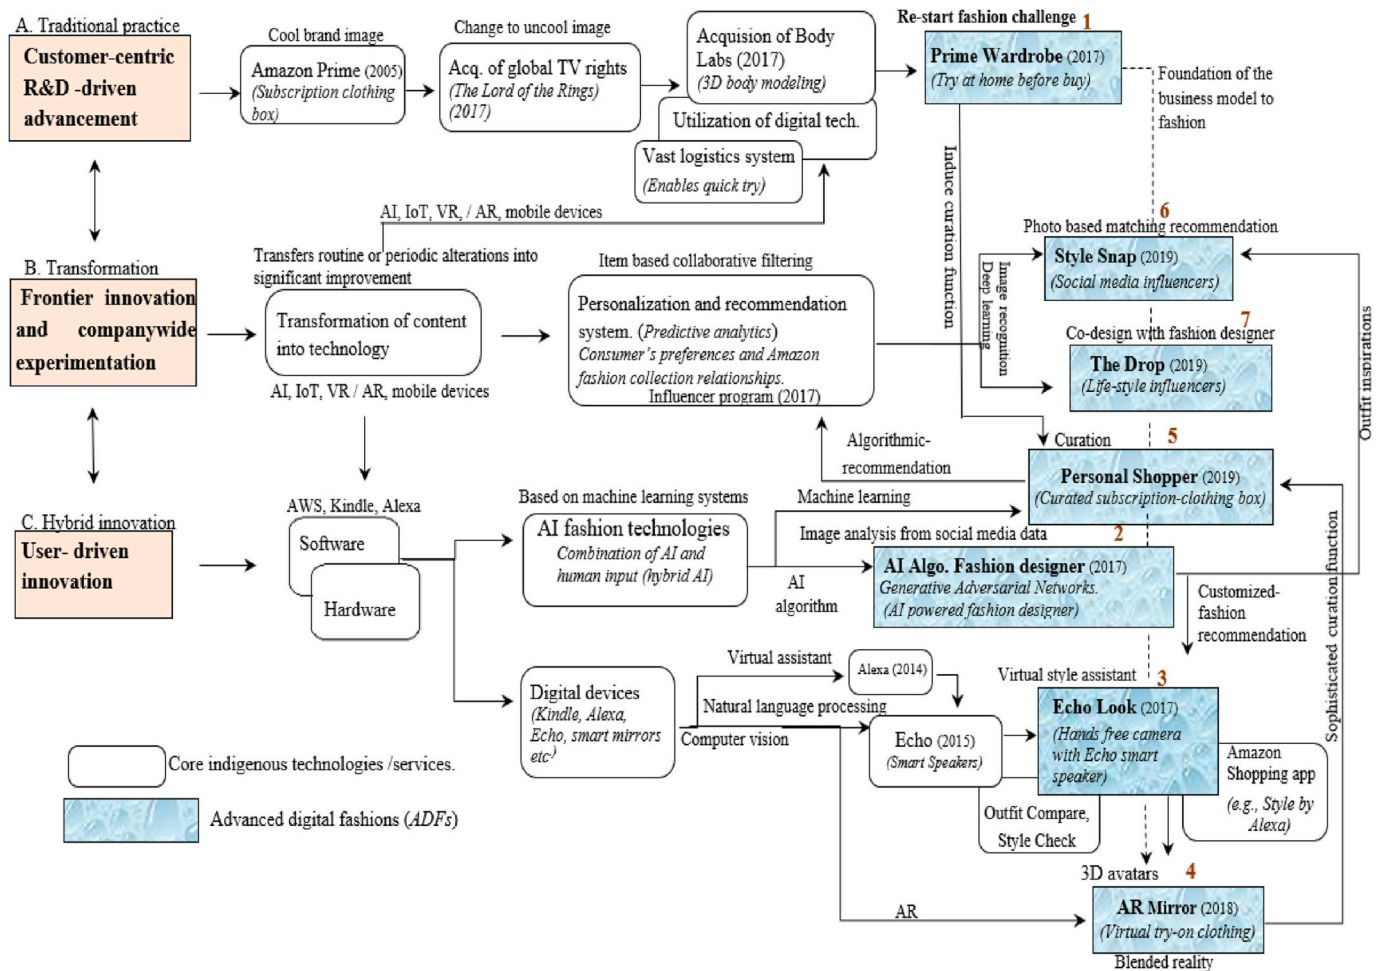 A. Traditional practice
Customer-centric
R&D -driven
advancement
Cool brand image
Amazon Prime (2005)
(Subscription clothing
box)
Change to uncool image
Acq. of global TV rights
(The Lord of the Rings)
(2017)
Acquision of Body
Labs (2017)
(3D body modeling)
Utilization of digital tech.
Vast logistics system
(Enables quick try)
Re-start fashion challenge
1
Prime Wardrobe (2017)
(Try at home before buy)
Foundation of the
business model to
fashion
Induce curation function
AI, IoT, VR, / AR, mobile devices
B. Transformation
Frontier innovation
and companywide
experimentation
Transfers routine or periodic alterations into
significant improvement
Transformation of content
into technology
AI, IoT, VR / AR, mobile devices
Item based collaborative filtering
Personalization and recommendation
system. (Predictive analytics)
Consumer's preferences and Amazon
fashion collection relationships.
Influencer program (2017)
Image recognition
Deep learning
6
Photo based matching recommendation
Style Snap (2019)
(Social media influencers)
7
Co-design with fashion designer
The Drop (2019)
(Life-style influencers)
Outfit inspiratons
Algorithmic-
recommendation
Curation
5
Personal Shopper (2019)
(Curated subscription-clothing box)
C. Hybrid innovation
User- driven
innovation
AWS, Kindle, Alexa
Software
Hardware
Based on machine learning systems
AI fashion technologies
Combination of AI and
human input (hybrid AI)
Machine learning
AI
algorithm
Image analysis from social media data
2
AI Algo. Fashion designer (2017)
Generative Adversarial Networks.
(AI powered fashion designer)
Customized-
fashion
recommendation
Sophisticated curation function
Digital devices
(Kindle, Alexa,
Echo, smart mirrors
etc.)
Virtual assistant
Alexa (2014)
Natural language processing
Computer vision
Echo (2015)
(Smart Speakers)
Virtual style assistant
3
Echo Look (2017)
(Hands free camera
with Echo smart
speaker)
Outfit Compare,
Style Check
Amazon
Shopping app
(e.g., Style by
Alexa)
3D avatars
4
AR
AR Mirror (2018)
(Virtual try-on clothing)
Blended reality
Core indigenous technologies /services.
Advanced digital fashions (ADFs)